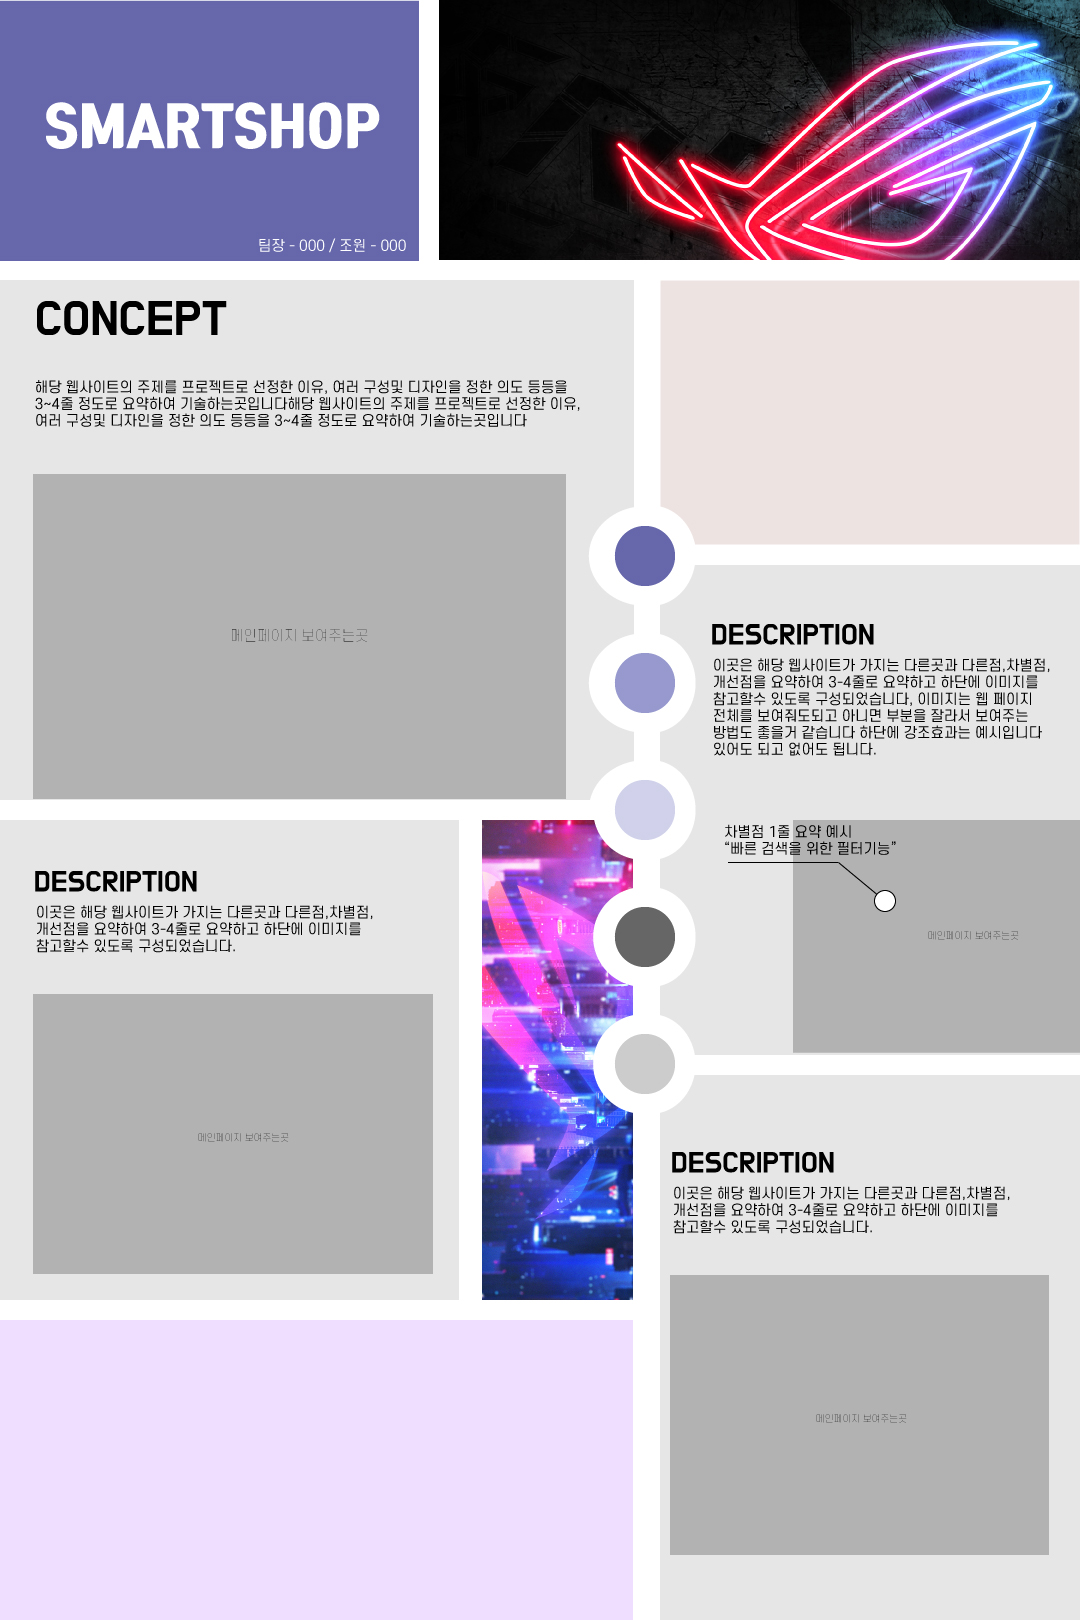 SMARTSHOP
팀장 - 000 / 조원 - 000
CONCEPT
해당 웹사이트의 주제를 프로젝트로 선정한 이유, 여러 구성및 디자인을 정한 의도 등등을
3~4줄 정도로 요약하여 기술하는곳입니다해당 웹사이트의 주제를 프로젝트로 선정한 이유,
여러 구성및 디자인을 정한 의도 등등을 3~4줄 정도로 요약하여 기술하는곳입니다
메인페이지 보여주는곳
DESCRIPTION
이곳은 해당 웹사이트가 가지는 다른곳과 다른점,차별점,
개선점을 요약하여 3-4줄로 요약하고 하단에 이미지를
참고할수 있도록 구성되었습니다, 이미지는 웹 페이지
전체를 보여줘도되고 아니면 부분을 잘라서 보여주는
방법도 좋을거 같습니다 하단에 강조효과는 예시입니다
있어도 되고 없어도 됩니다.
차별점 1줄 요약 예시
“빠른 검색을 위한 필터기능”
메인페이지 보여주는곳
DESCRIPTION
이곳은 해당 웹사이트가 가지는 다른곳과 다른점,차별점,
개선점을 요약하여 3-4줄로 요약하고 하단에 이미지를
참고할수 있도록 구성되었습니다.
메인페이지 보여주는곳
DESCRIPTION
이곳은 해당 웹사이트가 가지는 다른곳과 다른점,차별점,
개선점을 요약하여 3-4줄로 요약하고 하단에 이미지를
참고할수 있도록 구성되었습니다.
메인페이지 보여주는곳